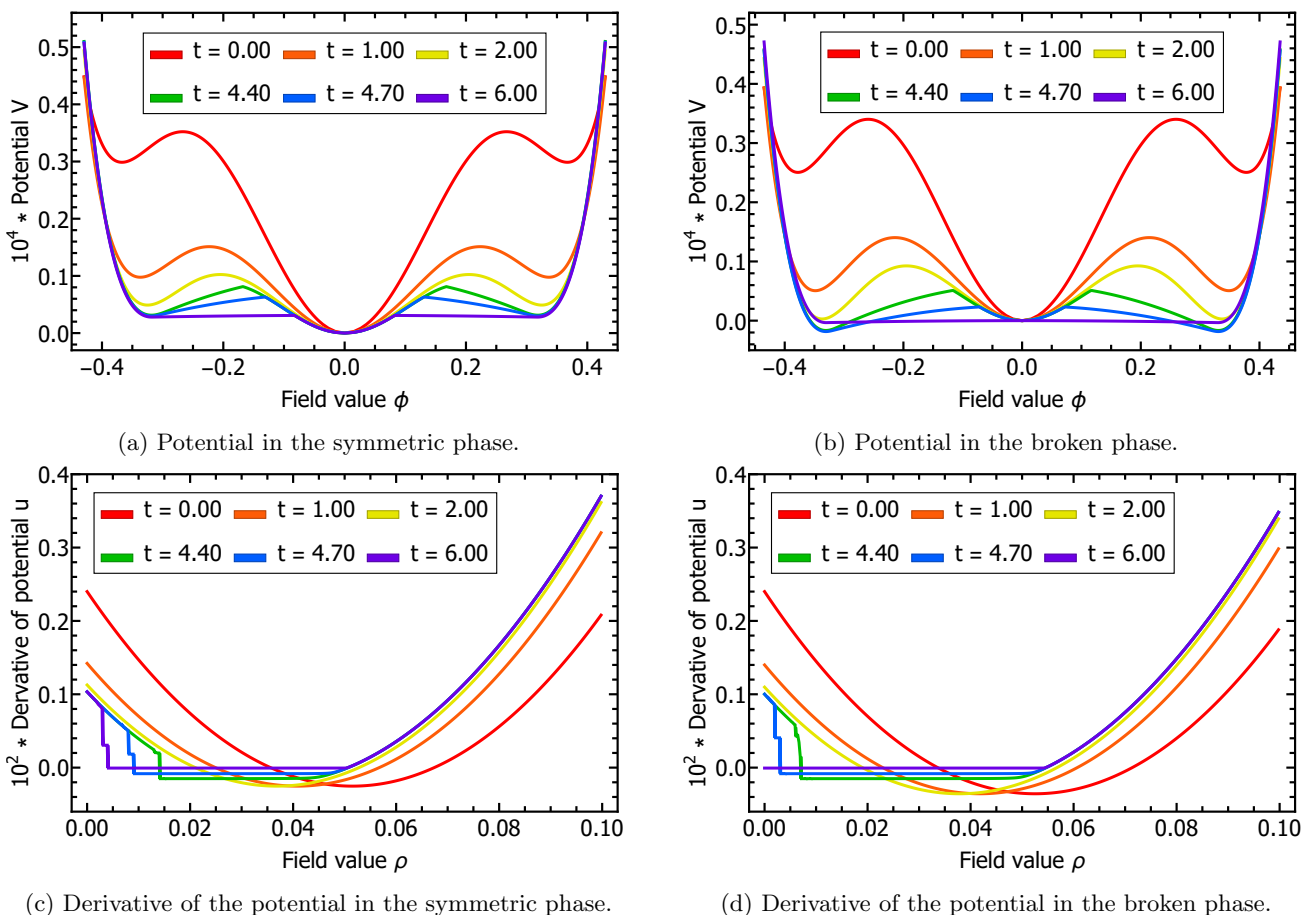 t = 0.00 t = 1.00 t = 2.00
t = 4.40 t = 4.70 t = 6.00
10⁴ * Potential V
0.5
0.4
0.3
0.2
0.1
0.0
−0.4 −0.2 0.0 0.2 0.4
Field value ϕ
(a) Potential in the symmetric phase.
t = 0.00 t = 1.00 t = 2.00
t = 4.40 t = 4.70 t = 6.00
10⁴ * Potential V
0.5
0.4
0.3
0.2
0.1
0.0
−0.4 −0.2 0.0 0.2 0.4
Field value ϕ
(b) Potential in the broken phase.
t = 0.00 t = 1.00 t = 2.00
t = 4.40 t = 4.70 t = 6.00
10² * Dervative of potential u
0.4
0.3
0.2
0.1
0.0
0.00 0.02 0.04 0.06 0.08 0.10
Field value ρ
(c) Derivative of the potential in the symmetric phase.
t = 0.00 t = 1.00 t = 2.00
t = 4.40 t = 4.70 t = 6.00
10² * Dervative of potential u
0.4
0.3
0.2
0.1
0.0
0.00 0.02 0.04 0.06 0.08 0.10
Field value ρ
(d) Derivative of the potential in the broken phase.